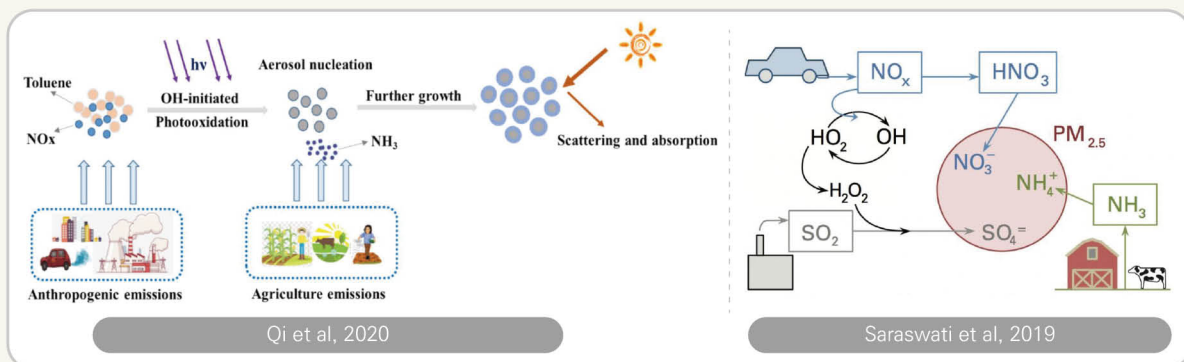 Toluene
NOx
hν
OH-initiated
Photooxidation
Aerosol nucleation
NH₃
Further growth
Scattering and absorption
Anthropogenic emissions
Agriculture emissions
Qi et al, 2020
NOₓ
HNO₃
HO₂
OH
H₂O₂
SO₂
PM₂.₅
NO₃⁻
NH₄⁺
SO₄⁼
NH₃
Saraswati et al, 2019